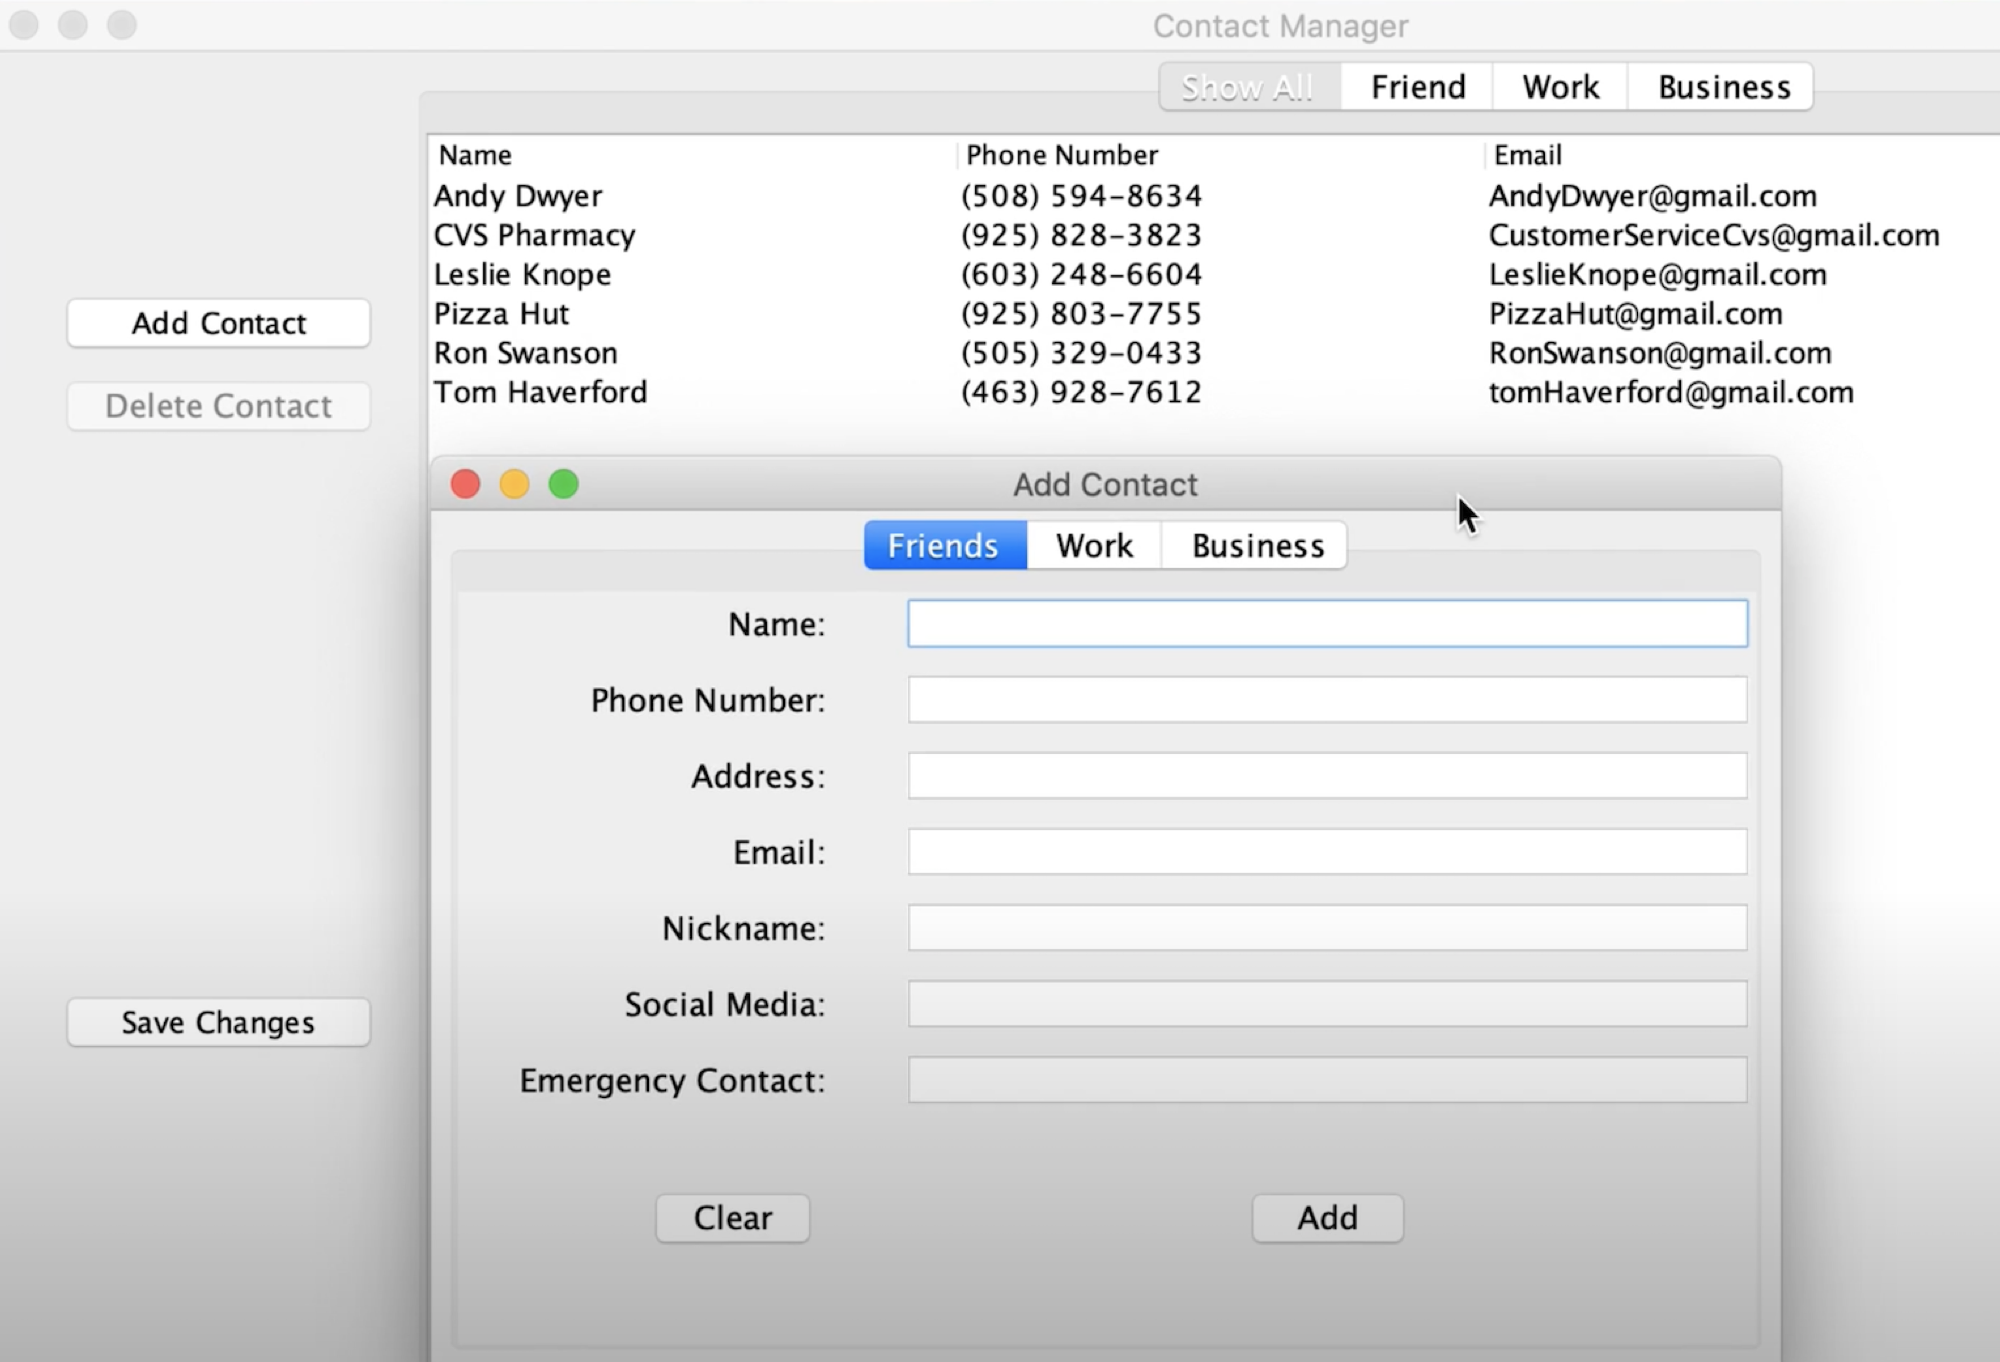 Contact Manager
Show All Friend Work Business
Name Phone Number Email
Andy Dwyer (508) 594-8634 AndyDwyer@gmail.com
CVS Pharmacy (925) 828-3823 CustomerServiceCvs@gmail.com
Leslie Knope (603) 248-6604 LeslieKnope@gmail.com
Add Contact
Pizza Hut (925) 803-7755 PizzaHut@gmail.com
Ron Swanson (505) 329-0433 RonSwanson@gmail.com
Tom Haverford (463) 928-7612 tomHaverford@gmail.com
Delete Contact
Save Changes
Add Contact
Friends Work Business
Name:
Phone Number:
Address:
Email:
Nickname:
Social Media:
Emergency Contact:
Clear Add